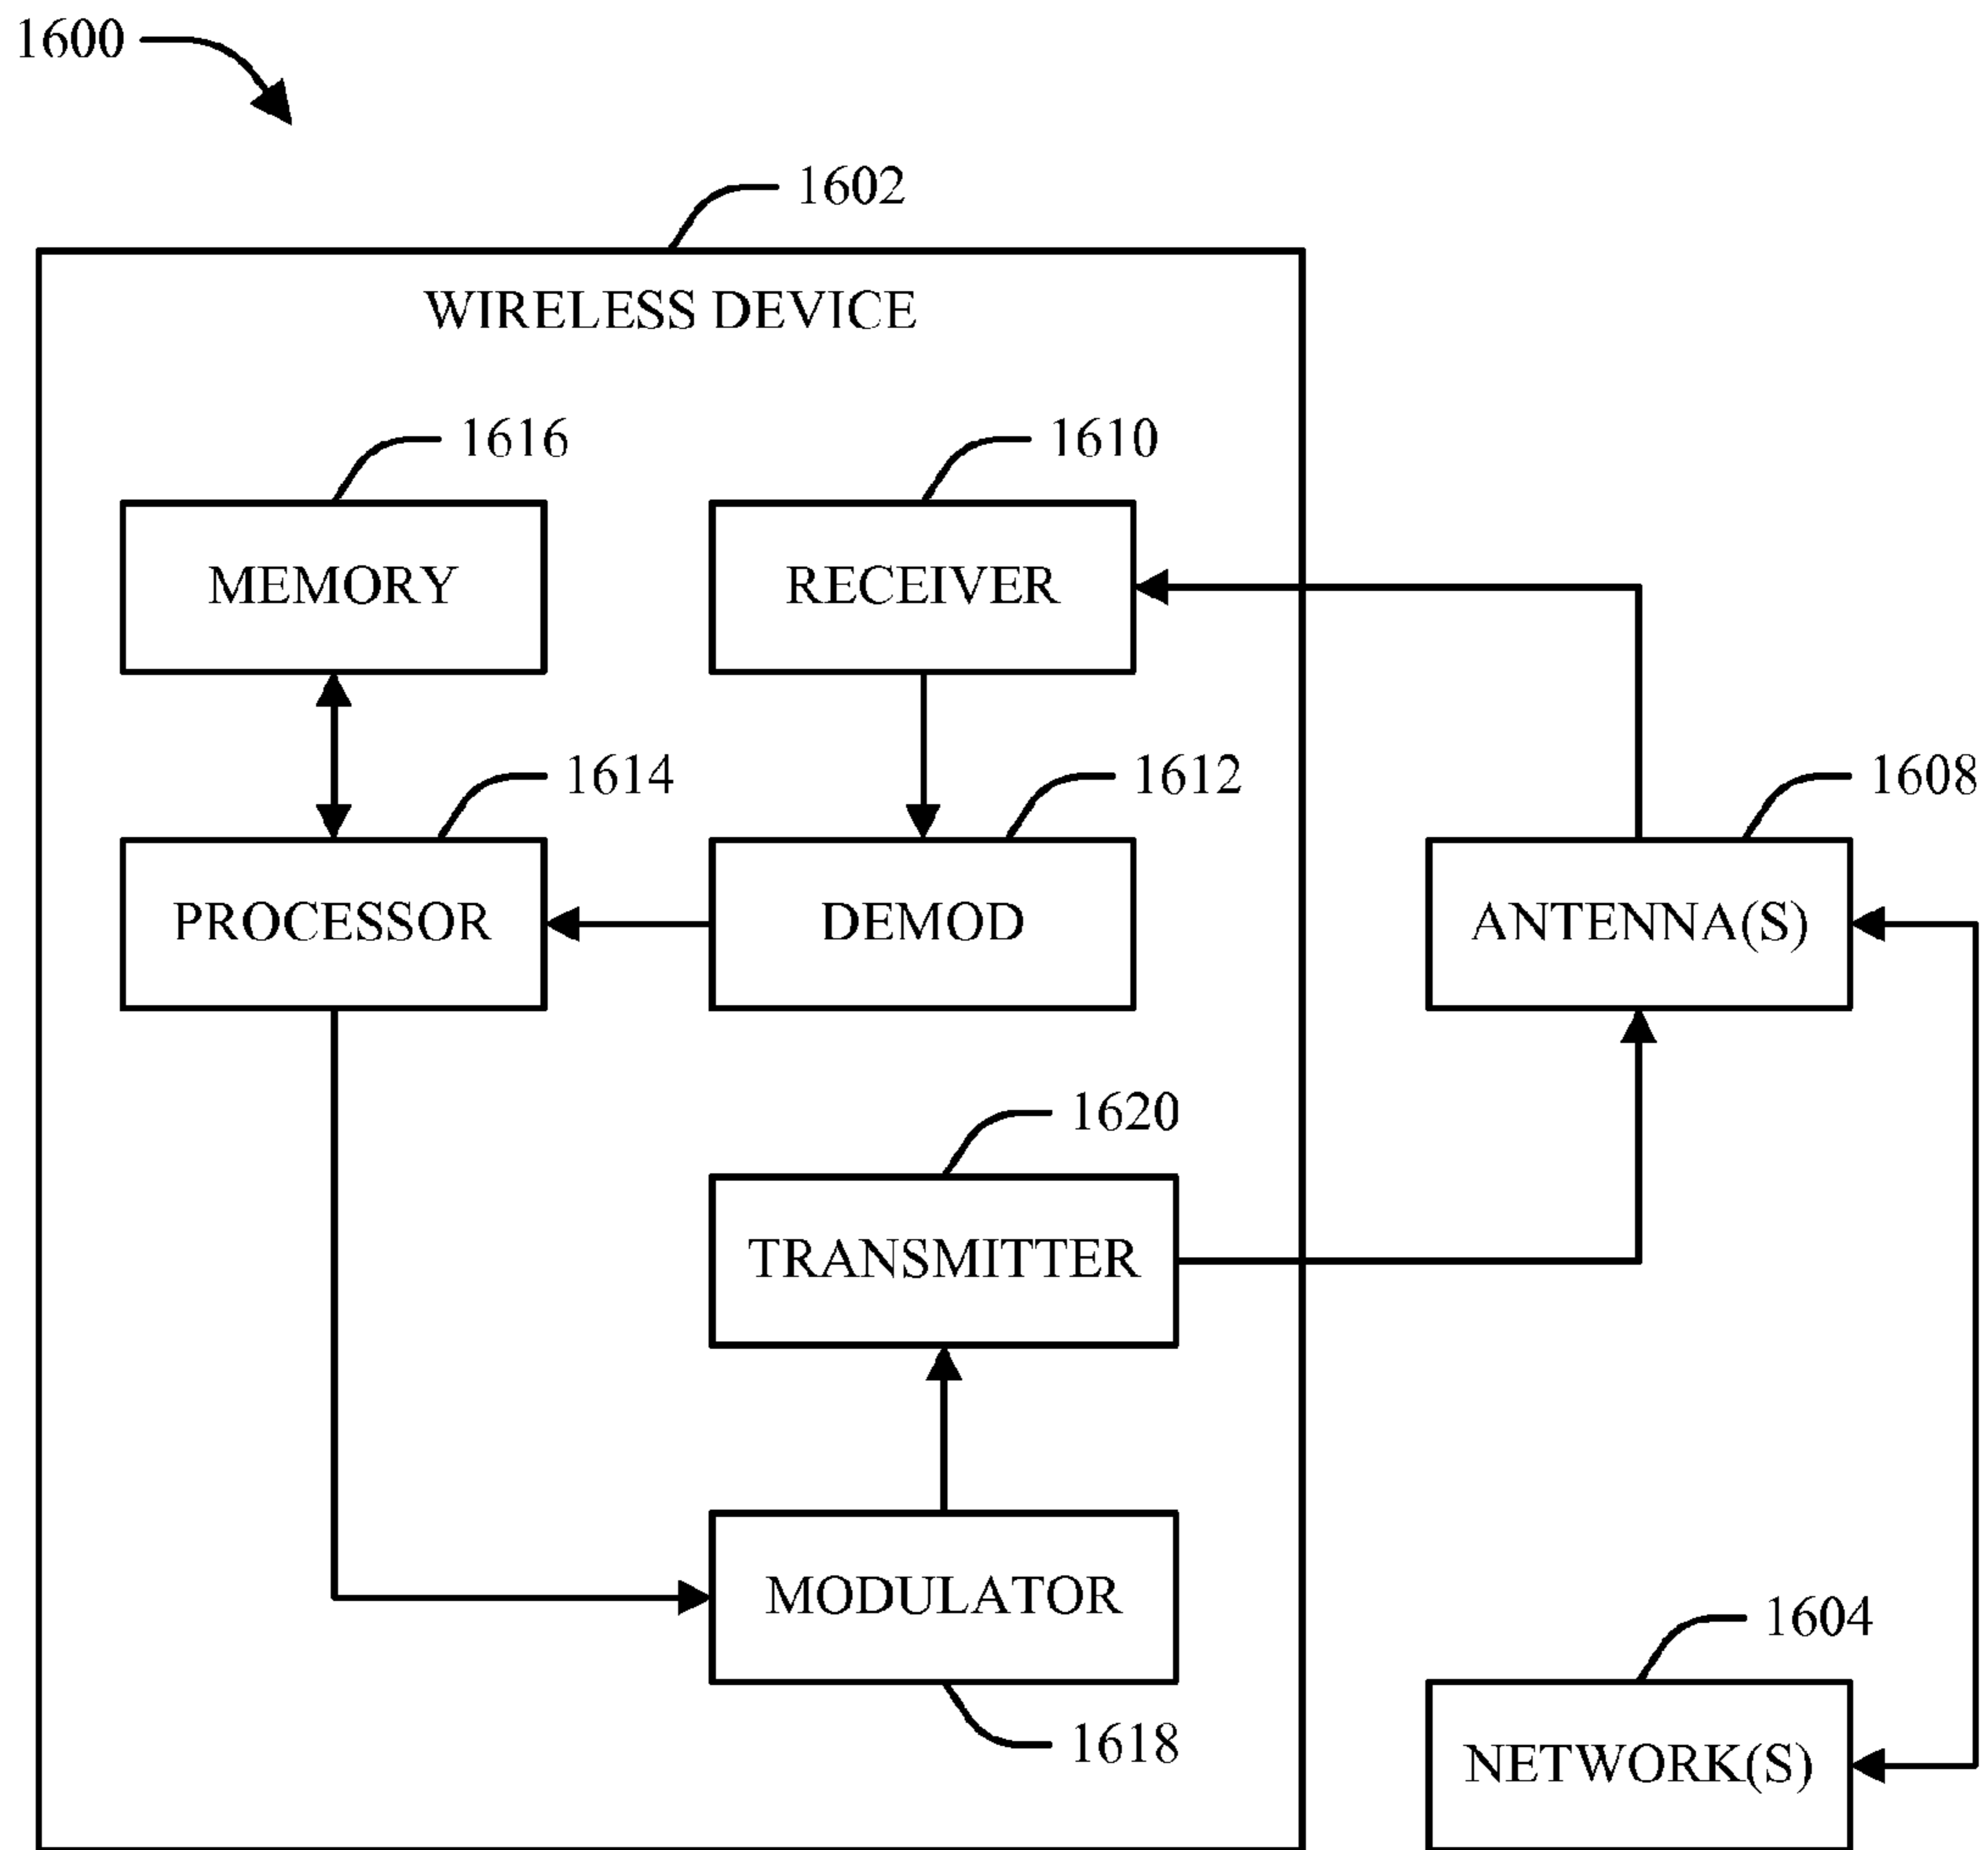 1600
1602
WIRELESS DEVICE
1616
1610
MEMORY
RECEIVER
1614
1612
1608
PROCESSOR
DEMOD
ANTENNA(S)
1620
TRANSMITTER
MODULATOR
1604
1618
NETWORK(S)